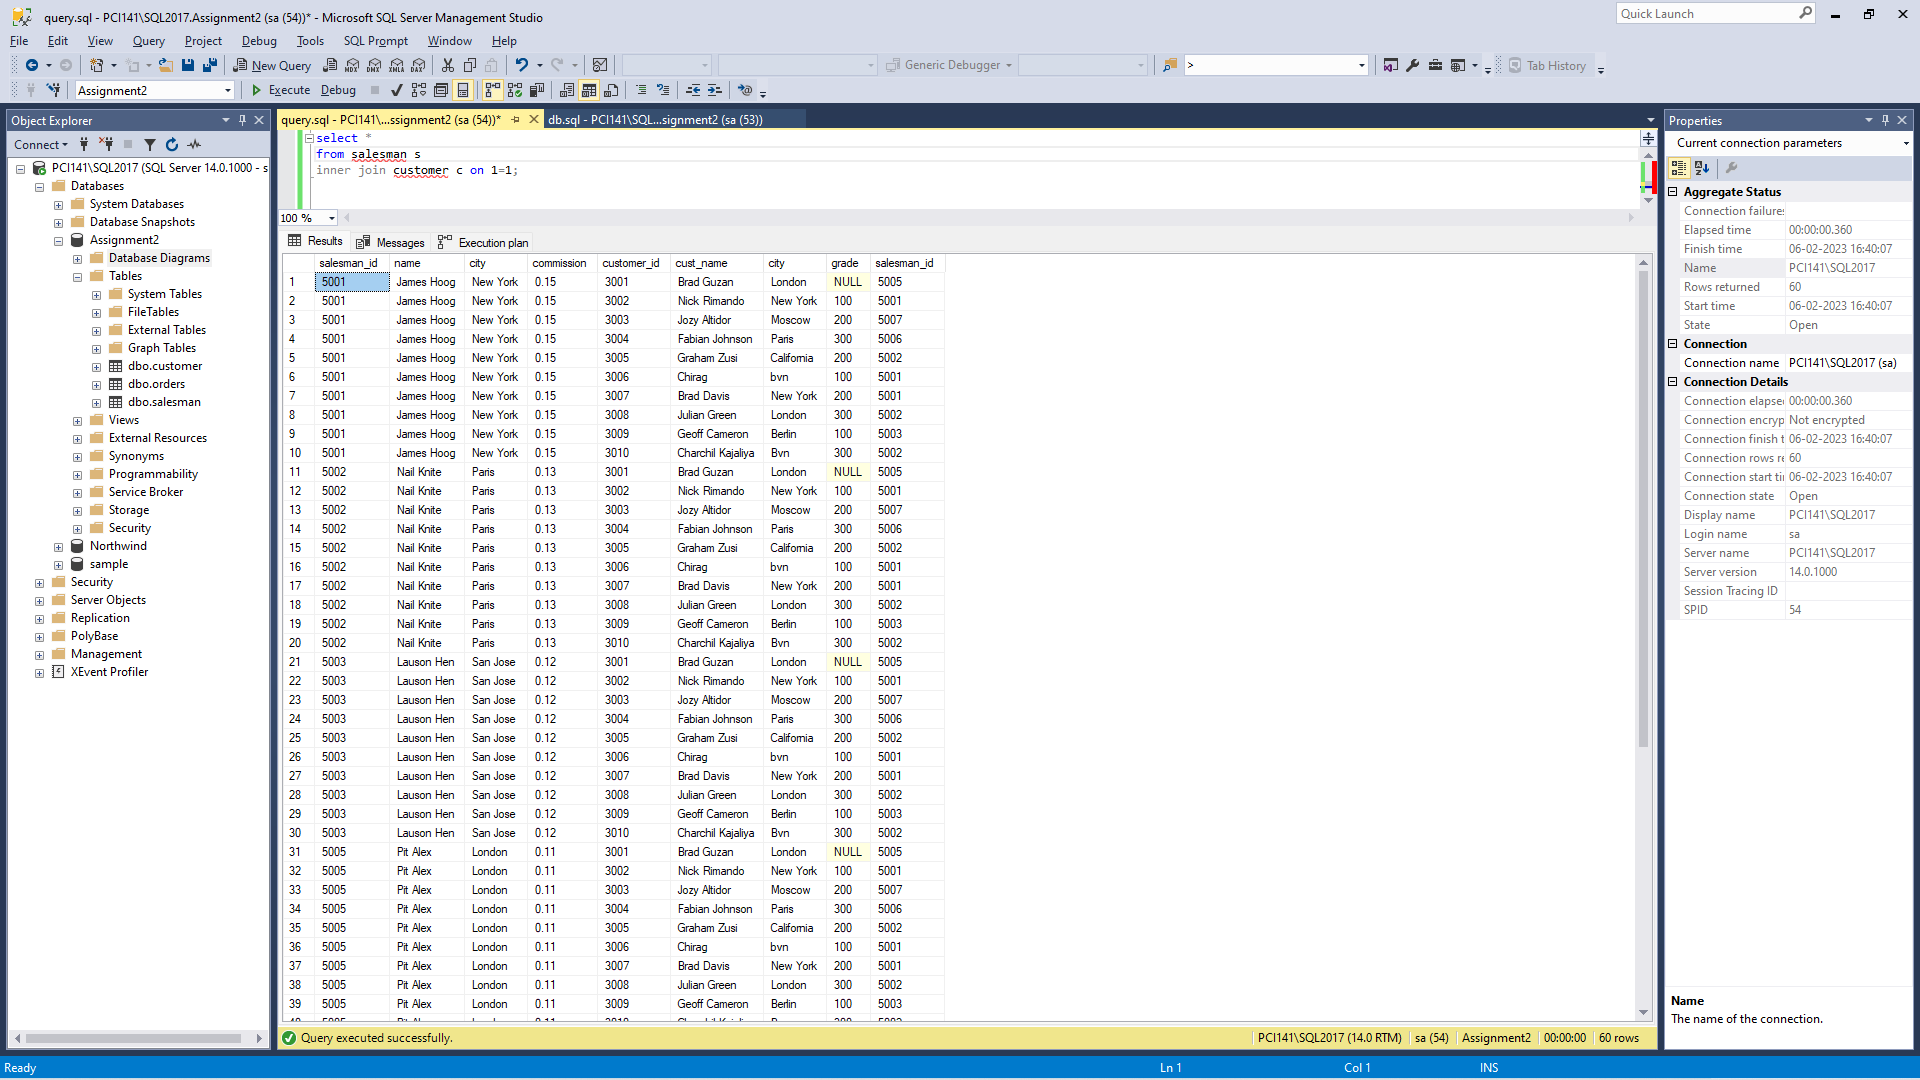 query.sql - PCI141\SQL2017.Assignment2 (sa (54))* - Microsoft SQL Server Management Studio
Quick Launch
File Edit View Query Project Debug Tools SQL Prompt Window Help
New Query MDX DMX XMLA DAX Generic Debugger > Tab History
Assignment2 Execute Debug
Object Explorer
Connect
PCI141\SQL2017 (SQL Server 14.0.1000 - s
Databases
System Databases
Database Snapshots
Assignment2
Database Diagrams
Tables
System Tables
FileTables
External Tables
Graph Tables
dbo.customer
dbo.orders
dbo.salesman
Views
External Resources
Synonyms
Programmability
Service Broker
Storage
Security
Northwind
sample
Security
Server Objects
Replication
PolyBase
Management
XEvent Profiler
query.sql - PCI141\...ssignment2 (sa (54))* db.sql - PCI141\SQL...signment2 (sa (53))
select *
from salesman s
inner join customer c on 1=1;
100 %
Results Messages Execution plan
salesman_id name city commission customer_id cust_name city grade salesman_id
1 5001 James Hoog New York 0.15 3001 Brad Guzan London NULL 5005
2 5001 James Hoog New York 0.15 3002 Nick Rimando New York 100 5001
3 5001 James Hoog New York 0.15 3003 Jozy Altidor Moscow 200 5007
4 5001 James Hoog New York 0.15 3004 Fabian Johnson Paris 300 5006
5 5001 James Hoog New York 0.15 3005 Graham Zusi California 200 5002
6 5001 James Hoog New York 0.15 3006 Chirag bvn 100 5001
7 5001 James Hoog New York 0.15 3007 Brad Davis New York 200 5001
8 5001 James Hoog New York 0.15 3008 Julian Green London 300 5002
9 5001 James Hoog New York 0.15 3009 Geoff Cameron Berlin 100 5003
10 5001 James Hoog New York 0.15 3010 Charchil Kajaliya Bvn 300 5002
11 5002 Nail Knite Paris 0.13 3001 Brad Guzan London NULL 5005
12 5002 Nail Knite Paris 0.13 3002 Nick Rimando New York 100 5001
13 5002 Nail Knite Paris 0.13 3003 Jozy Altidor Moscow 200 5007
14 5002 Nail Knite Paris 0.13 3004 Fabian Johnson Paris 300 5006
15 5002 Nail Knite Paris 0.13 3005 Graham Zusi California 200 5002
16 5002 Nail Knite Paris 0.13 3006 Chirag bvn 100 5001
17 5002 Nail Knite Paris 0.13 3007 Brad Davis New York 200 5001
18 5002 Nail Knite Paris 0.13 3008 Julian Green London 300 5002
19 5002 Nail Knite Paris 0.13 3009 Geoff Cameron Berlin 100 5003
20 5002 Nail Knite Paris 0.13 3010 Charchil Kajaliya Bvn 300 5002
21 5003 Lauson Hen San Jose 0.12 3001 Brad Guzan London NULL 5005
22 5003 Lauson Hen San Jose 0.12 3002 Nick Rimando New York 100 5001
23 5003 Lauson Hen San Jose 0.12 3003 Jozy Altidor Moscow 200 5007
24 5003 Lauson Hen San Jose 0.12 3004 Fabian Johnson Paris 300 5006
25 5003 Lauson Hen San Jose 0.12 3005 Graham Zusi California 200 5002
26 5003 Lauson Hen San Jose 0.12 3006 Chirag bvn 100 5001
27 5003 Lauson Hen San Jose 0.12 3007 Brad Davis New York 200 5001
28 5003 Lauson Hen San Jose 0.12 3008 Julian Green London 300 5002
29 5003 Lauson Hen San Jose 0.12 3009 Geoff Cameron Berlin 100 5003
30 5003 Lauson Hen San Jose 0.12 3010 Charchil Kajaliya Bvn 300 5002
31 5005 Pit Alex London 0.11 3001 Brad Guzan London NULL 5005
32 5005 Pit Alex London 0.11 3002 Nick Rimando New York 100 5001
33 5005 Pit Alex London 0.11 3003 Jozy Altidor Moscow 200 5007
34 5005 Pit Alex London 0.11 3004 Fabian Johnson Paris 300 5006
35 5005 Pit Alex London 0.11 3005 Graham Zusi California 200 5002
36 5005 Pit Alex London 0.11 3006 Chirag bvn 100 5001
37 5005 Pit Alex London 0.11 3007 Brad Davis New York 200 5001
38 5005 Pit Alex London 0.11 3008 Julian Green London 300 5002
39 5005 Pit Alex London 0.11 3009 Geoff Cameron Berlin 100 5003
Query executed successfully. PCI141\SQL2017 (14.0 RTM) sa (54) Assignment2 00:00:00 60 rows
Properties
Current connection parameters
Aggregate Status
Connection failures
Elapsed time 00:00:00.360
Finish time 06-02-2023 16:40:07
Name PCI141\SQL2017
Rows returned 60
Start time 06-02-2023 16:40:07
State Open
Connection
Connection name PCI141\SQL2017 (sa)
Connection Details
Connection elapse 00:00:00.360
Connection encryp Not encrypted
Connection finish t 06-02-2023 16:40:07
Connection rows re 60
Connection start ti 06-02-2023 16:40:07
Connection state Open
Display name PCI141\SQL2017
Login name sa
Server name PCI141\SQL2017
Server version 14.0.1000
Session Tracing ID
SPID 54
Name
The name of the connection.
Ready Ln 1 Col 1 INS